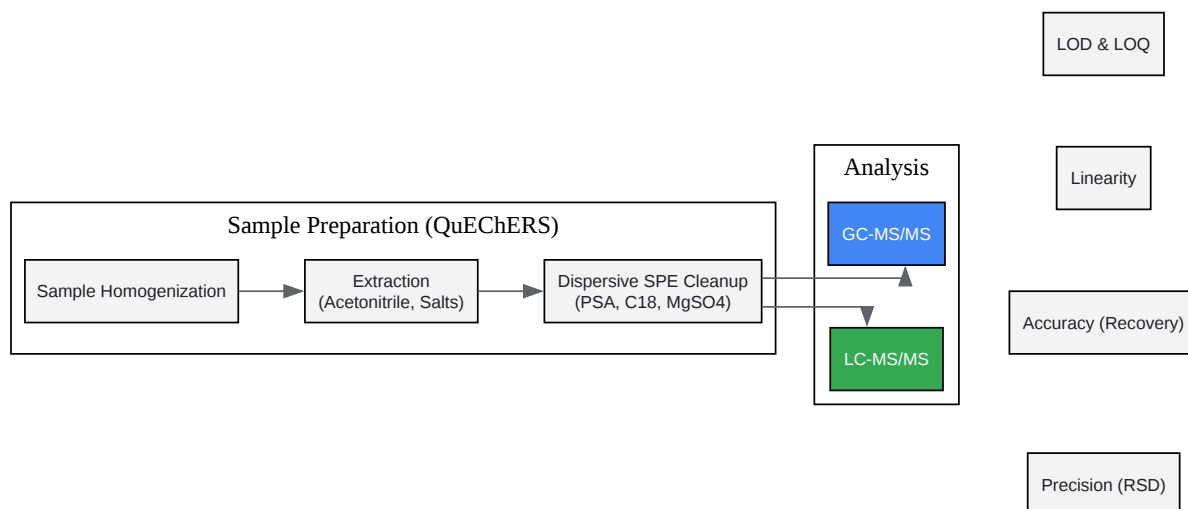 Sample Preparation (QuEChERS)
Sample Homogenization
Extraction
(Acetonitrile, Salts)
Dispersive SPE Cleanup
(PSA, C18, MgSO4)
Analysis
GC-MS/MS
LC-MS/MS
LOD & LOQ
Linearity
Accuracy (Recovery)
Precision (RSD)